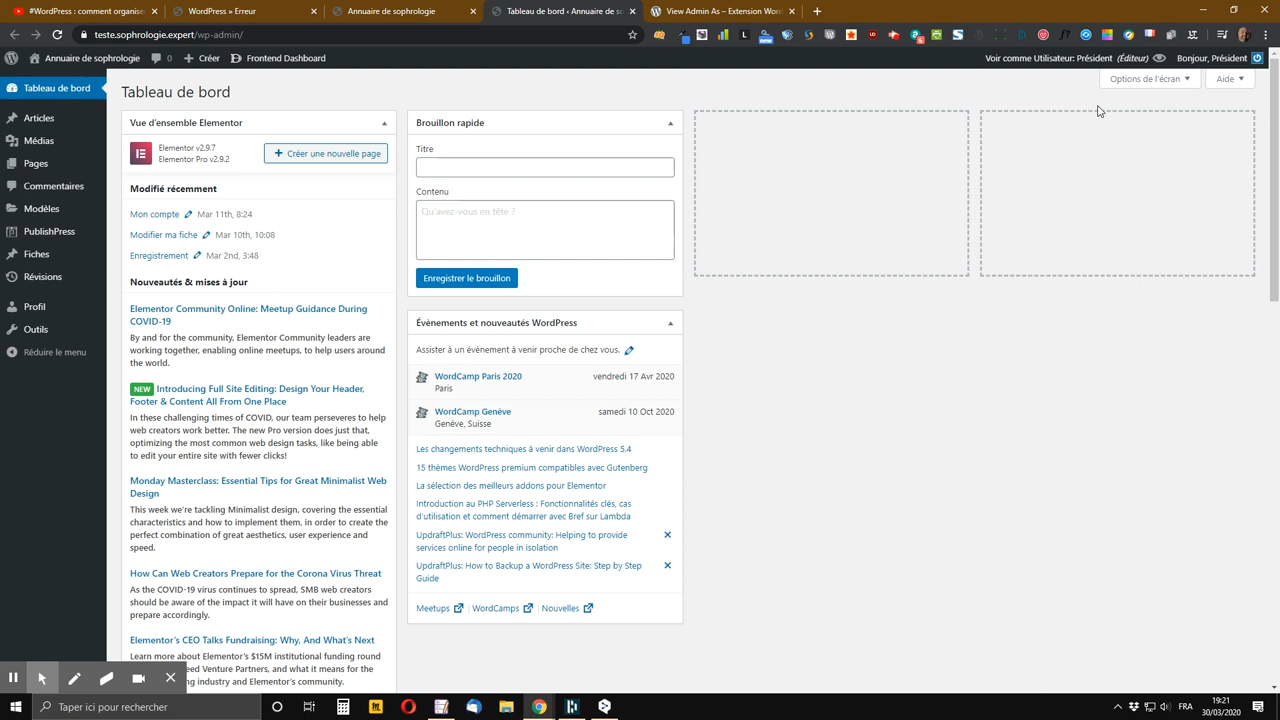 Worpress Elementor - compositi
WordPress sur Elementor
Annuaire de sophrologie
Tableau de bord ‹ Annuaire de so
View Admin As – Extension Word
teste.sophrologie.expert/wp-admin/
Annuaire de sophrologie
0
Créer
Frontend Dashboard
Voir comme Utilisateur: Président (Éditeur)
Bonjour, Président
Options de l'écran
Aide
Tableau de bord
Articles
Médias
Pages
Commentaires
Modèles
PublishPress
Fiches
Révisions
Profil
Outils
Réduire le menu
Tableau de bord
Vue d'ensemble Elementor
Elementor v2.9.7
Elementor Pro v2.9.2
Créer une nouvelle page
Modifié récemment
Mon compte Mar 11th, 8:24
Modifier ma fiche Mar 10th, 10:08
Enregistrement Mar 2nd, 3:48
Nouveautés & mises à jour
Elementor Community Online: Meetup Guidance During
COVID-19
By and for the community, Elementor Community leaders are
working together, enabling online meetups, to help users around
the world.
NEW Introducing Full Site Editing: Design Your Header,
Footer & Content All From One Place
In these challenging times of COVID, our team perseveres to help
web creators work better. The new Pro version does just that,
optimizing the most common web design tasks, like being able
to edit your entire site with fewer clicks!
Monday Masterclass: Essential Tips for Great Minimalist Web
Design
This week we're tackling Minimalist design, covering the essential
characteristics and how to implement them, in order to create the
perfect combination of great aesthetics, user experience and
speed.
How Can Web Creators Prepare for the Corona Virus Threat
As the COVID-19 virus continues to spread, SMB web creators
should be aware of the impact it will have on their businesses and
prepare accordingly.
Elementor's CEO Talks Fundraising: Why, And What's Next
Learn more about Elementor's $15M institutional funding round
eed Venture Partners, and what it means for the
ng industry and Elementor's community.
Brouillon rapide
Titre
Contenu
Qu'avez-vous en tête ?
Enregistrer le brouillon
Évènements et nouveautés WordPress
Assister à un évènement à venir proche de chez vous.
WordCamp Paris 2020 vendredi 17 Avr 2020
Paris
WordCamp Genève samedi 10 Oct 2020
Genève, Suisse
Les changements techniques à venir dans WordPress 5.4
15 thèmes WordPress premium compatibles avec Gutenberg
La sélection des meilleurs addons pour Elementor
Introduction au PHP Serverless : Fonctionnalités clés, cas
d'utilisation et comment démarrer avec Bref sur Lambda
UpdraftPlus: WordPress community: Helping to provide
services online for people in isolation
UpdraftPlus: How to Backup a WordPress Site: Step by Step
Guide
Meetups | WordCamps | Nouvelles
Taper ici pour rechercher
FRA
19:21
30/03/2020